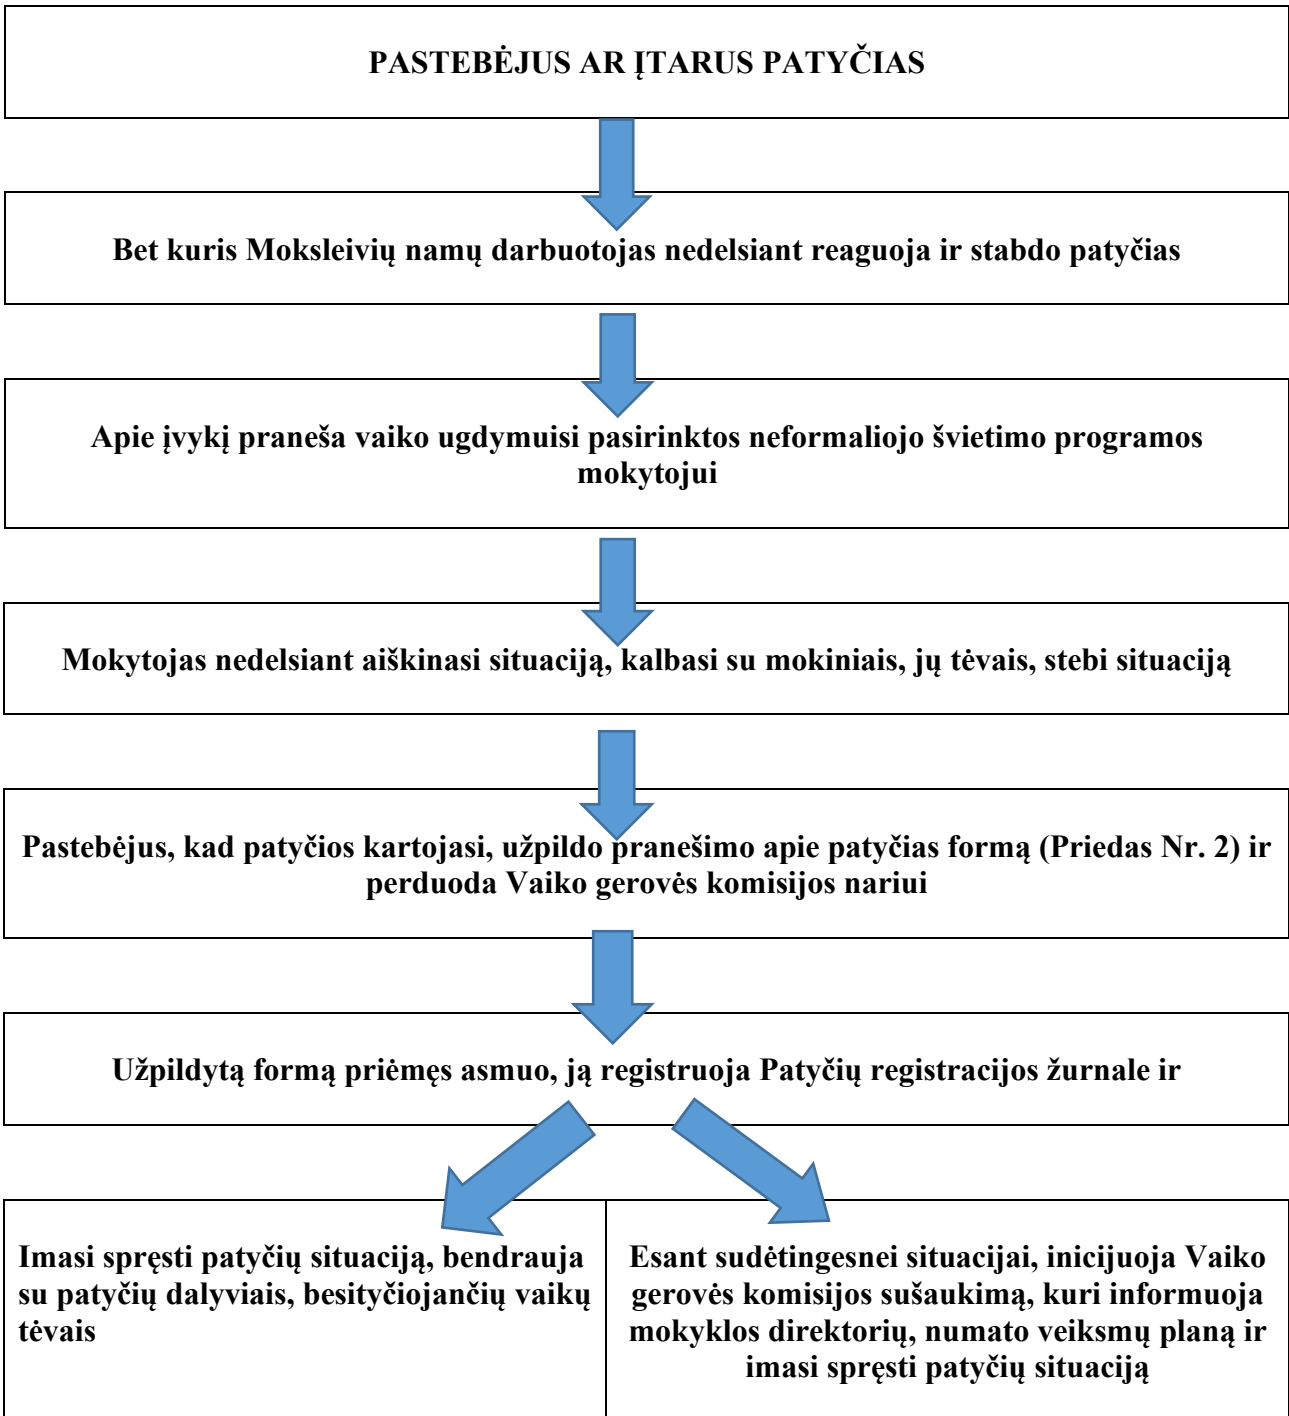 PASTEBĖJUS AR ĮTARUS PATYČIAS
Bet kuris Moksleivių namų darbuotojas nedelsiant reaguoja ir stabdo patyčias
Apie įvykį praneša vaiko ugdymuisi pasirinktos neformaliojo švietimo programos
mokytojui
Mokytojas nedelsiant aiškinasi situaciją, kalbasi su mokiniais, jų tėvais, stebi situaciją
Pastebėjus, kad patyčios kartojasi, užpildo pranešimo apie patyčias formą (Priedas Nr. 2) ir
perduoda Vaiko gerovės komisijos nariui
Užpildytą formą priėmęs asmuo, ją registruoja Patyčių registracijos žurnale ir
Imasi spręsti patyčių situaciją, bendrauja
su patyčių dalyviais, besityčiojančių vaikų
tėvais
Esant sudėtingesnei situacijai, inicijuoja Vaiko
gerovės komisijos sušaukimą, kuri informuoja
mokyklos direktorių, numato veiksmų planą ir
imasi spręsti patyčių situaciją